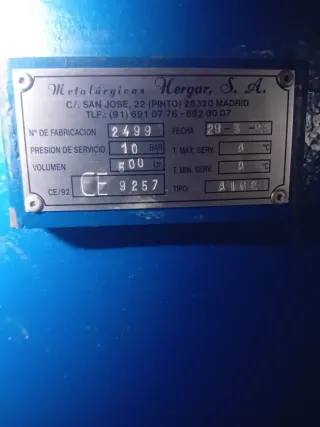 Metalúrgicas Hergar, S. A.
C/. SAN JOSE, 22 (PINTO) 28320 MADRID
TLF.: (91) 691 07 76 - 692 00 07
Nº DE FABRICACION 2499 FECHA
PRESION DE SERVICIO 10 BAR T. MAX. SERV. °C
VOLUMEN 500 T. MIN. SERV. °C
CE/92 CE 9257 TIPO: